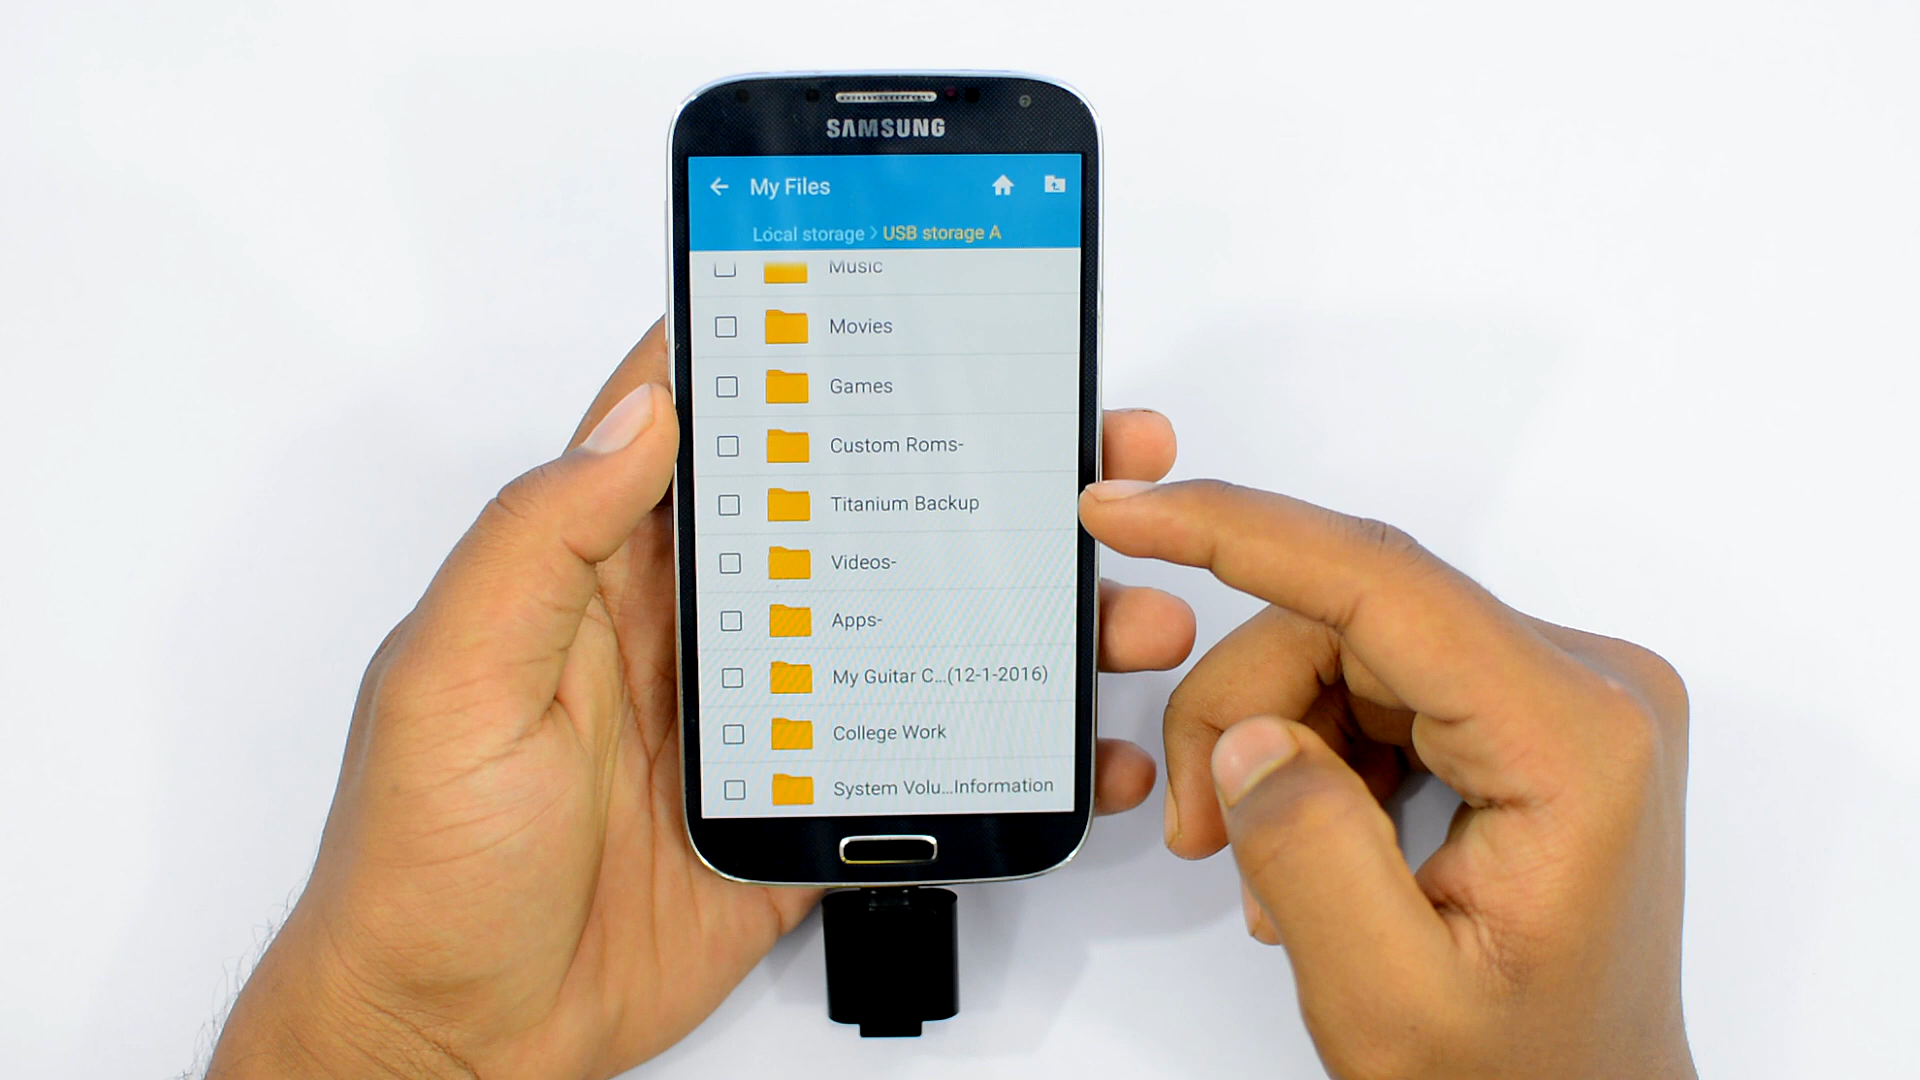 SAMSUNG
My Files
Local storage > USB storage A
Music
Movies
Games
Custom Roms-
Titanium Backup
Videos-
Apps-
My Guitar C...(12-1-2016)
College Work
System Volu...Information